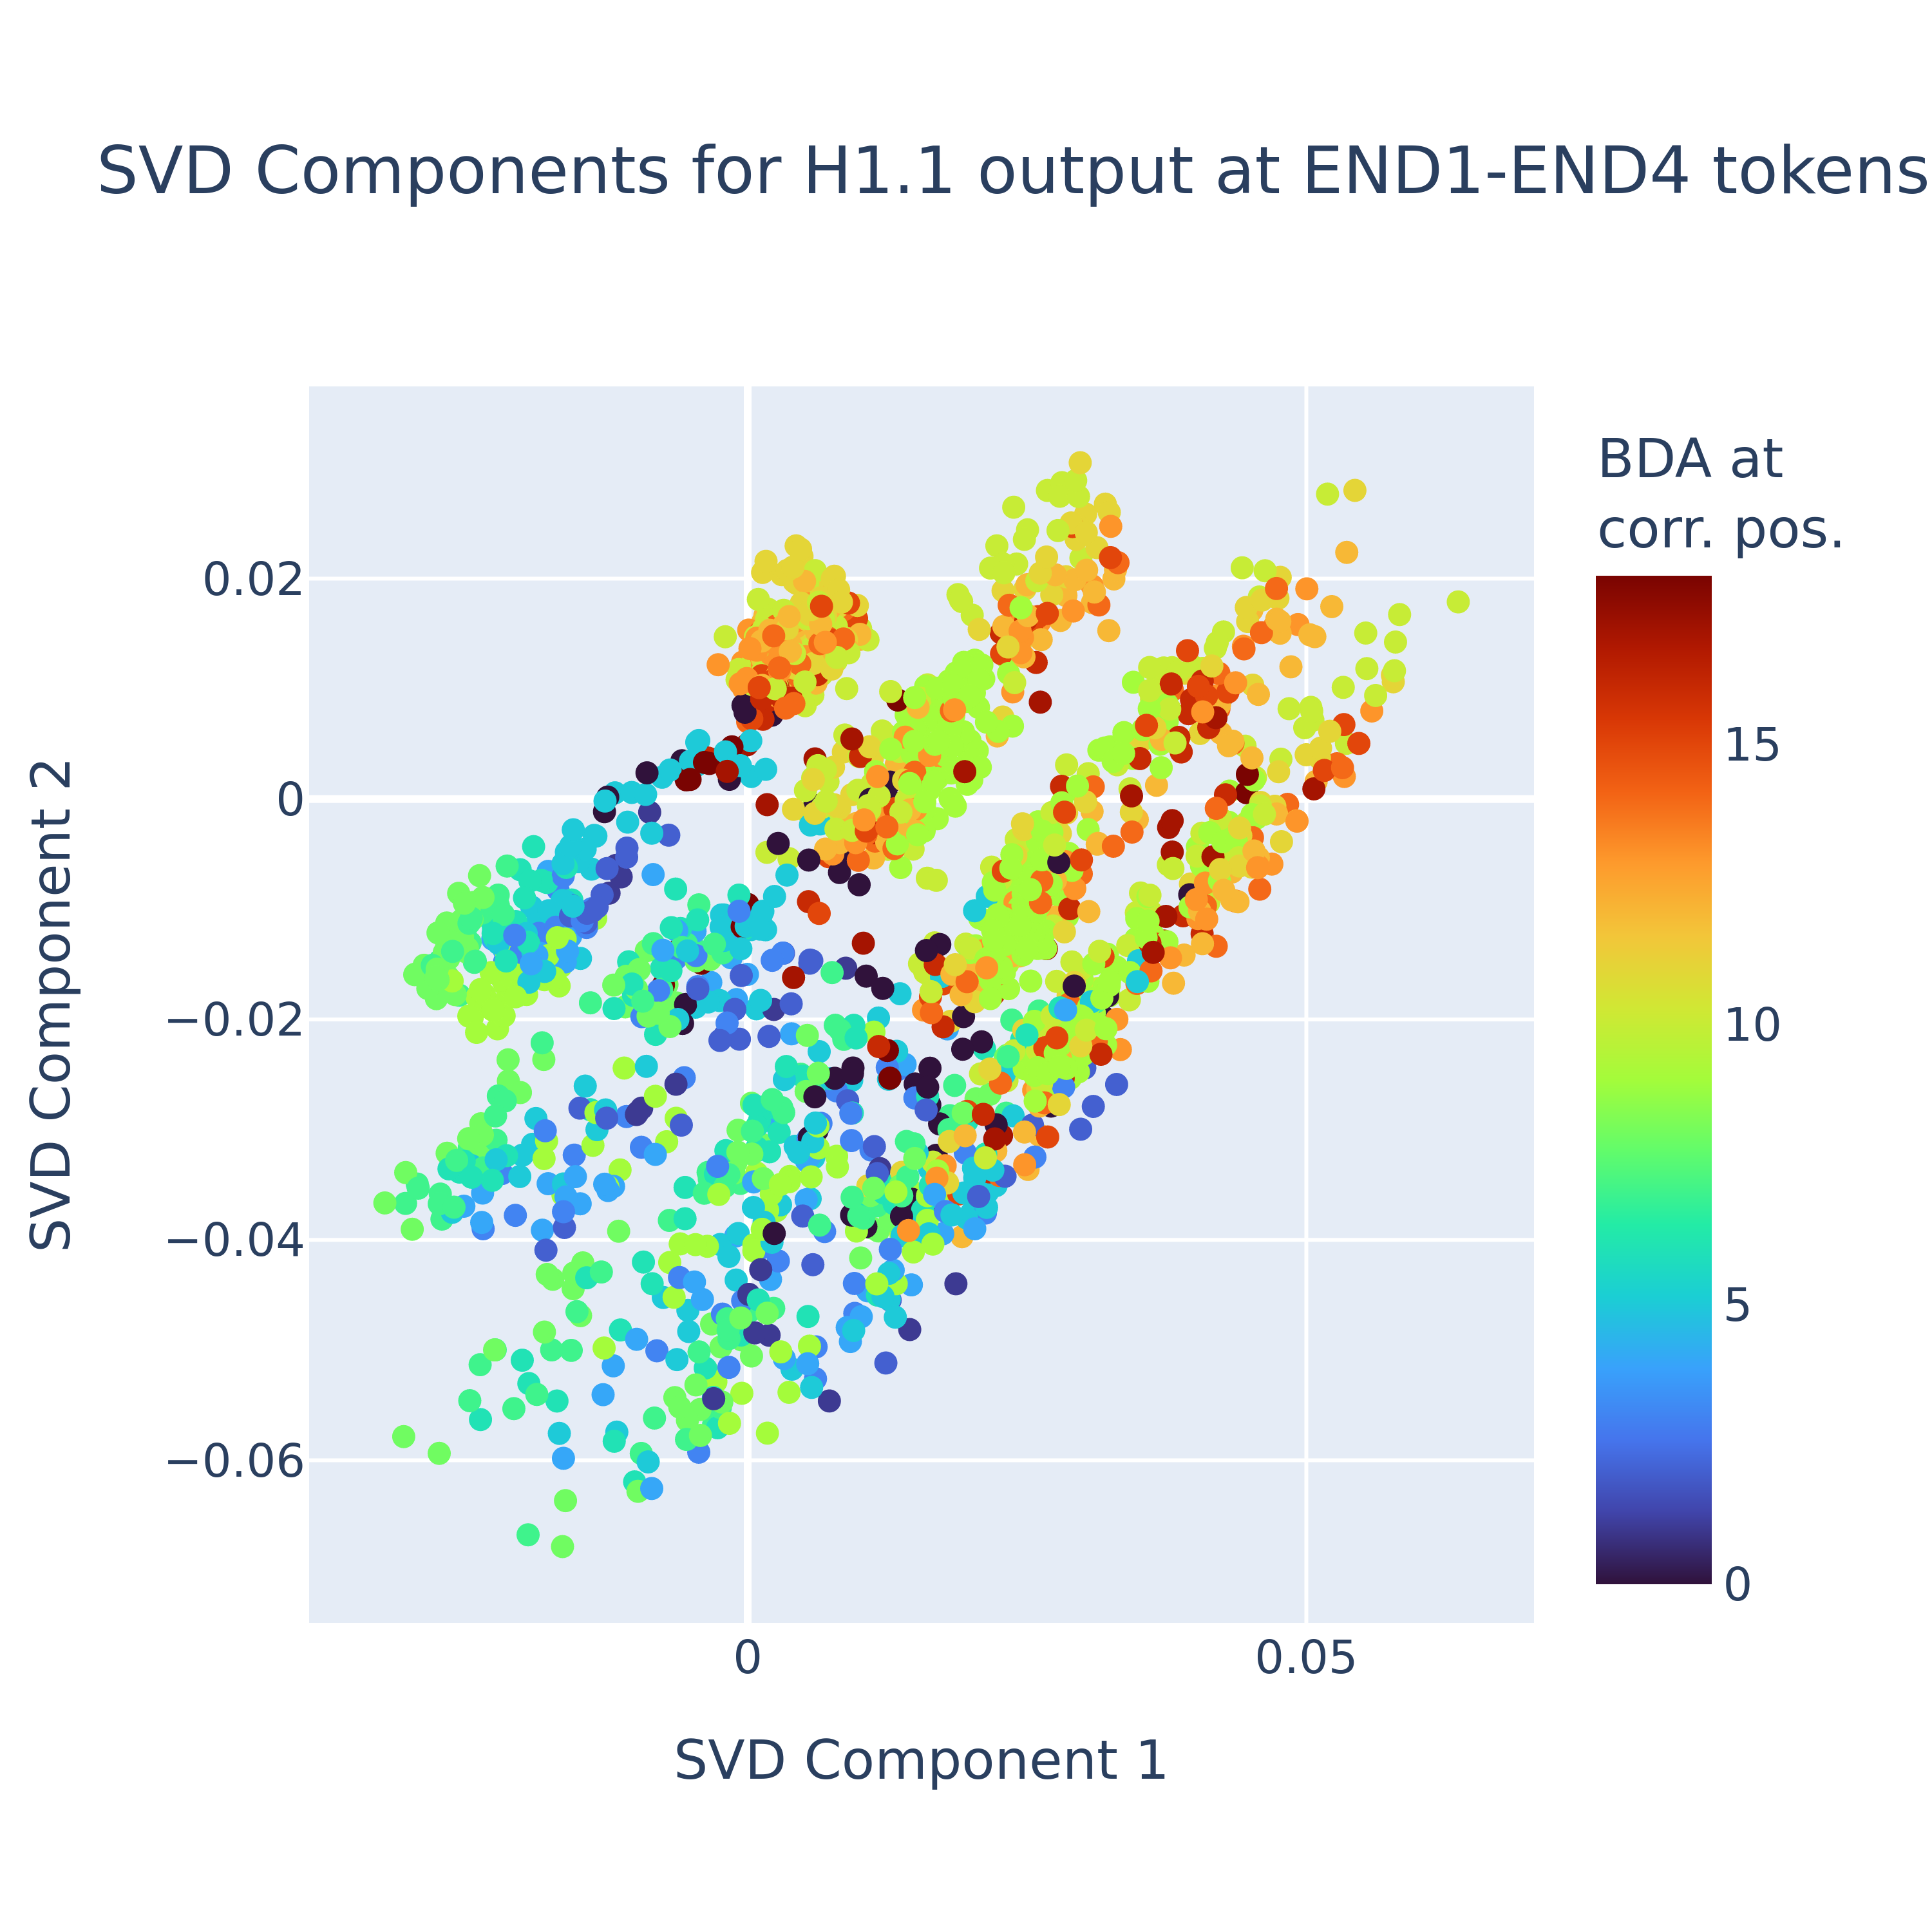 SVD Components for H1.1 output at END1-END4 tokens
BDA at
corr. pos.
0.02
0
−0.02
−0.04
−0.06
SVD Component 2
0
0.05
SVD Component 1
15
10
5
0